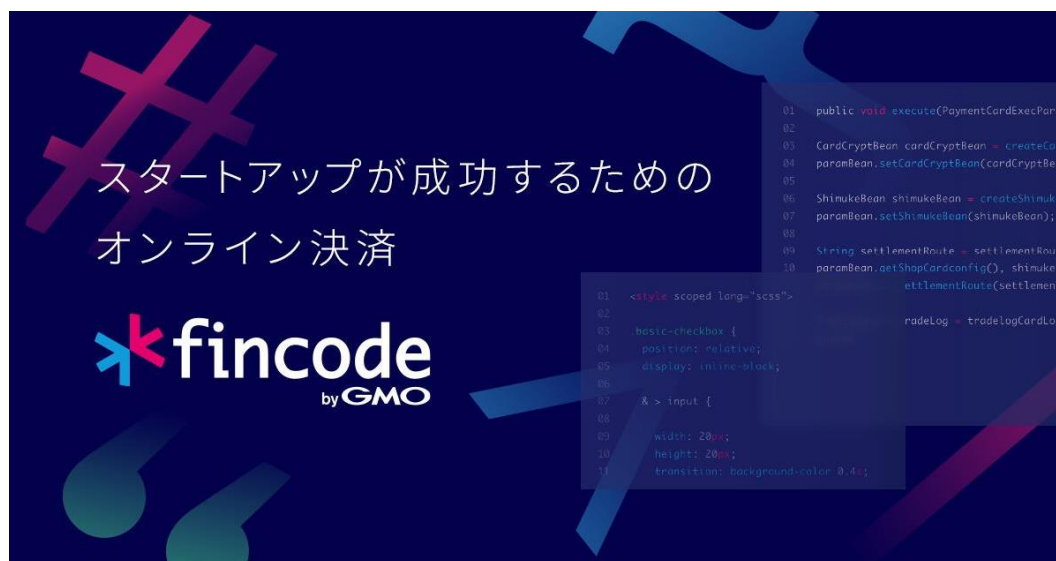 スタートアップが成功するための
オンライン決済
fincode
by GMO
01 public void execute(PaymentCardExecPar
02
03 CardCryptBean cardCryptBean = createCa
04 paramBean.setCardCryptBean(cardCryptBe
05
06 ShimukeBean shimukeBean = createShimuk
07 paramBean.setShimukeBean(shimukeBean);
08
09 String settlementRoute = settlementRou
10 paramBean.getShopCardconfig(), shimuke
ettlementRoute(settlemen
radeLog = tradelogCardLo
01 <style scoped lang="scss">
02
03 .basic-checkbox {
04 position: relative;
05 display: inline-block;
06
07 & > input {
08
09 width: 20px;
10 height: 20px;
11 transition: background-color 0.4s;